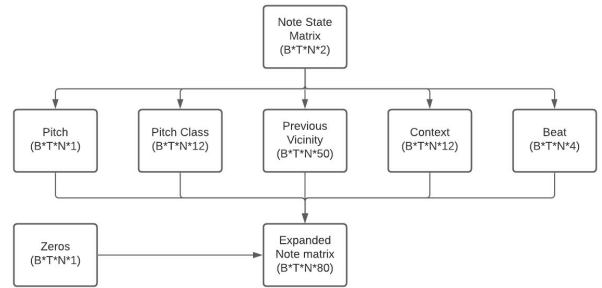 Note State
Matrix
(B*T*N*2)
Pitch
(B*T*N*1)
Pitch Class
(B*T*N*12)
Previous
Vicinity
(B*T*N*50)
Context
(B*T*N*12)
Beat
(B*T*N*4)
Zeros
(B*T*N*1)
Expanded
Note matrix
(B*T*N*80)